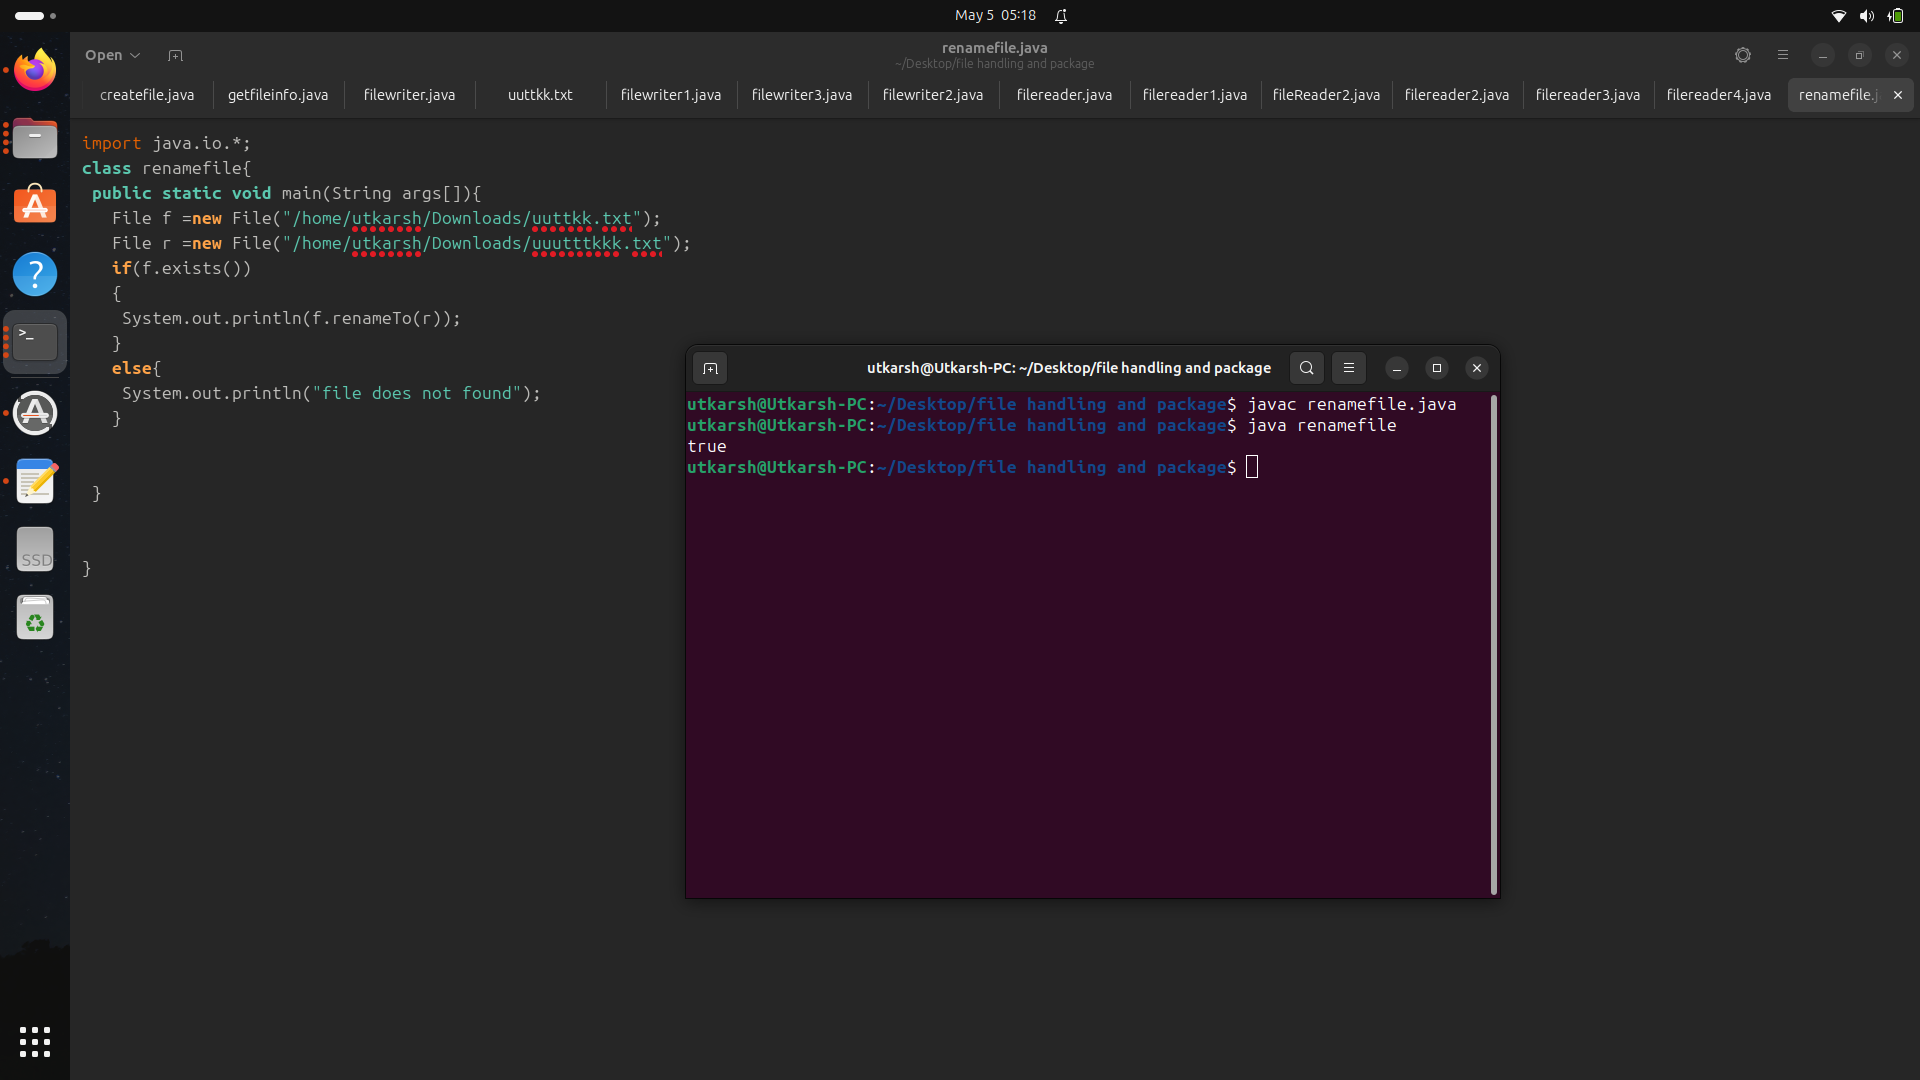 May 5 05:18
Open
renamefile.java
~/Desktop/file handling and package
createfile.java getfileinfo.java filewriter.java uuttkk.txt filewriter1.java filewriter3.java filewriter2.java filereader.java filereader1.java fileReader2.java filereader2.java filereader3.java filereader4.java renamefile.j
import java.io.*;
class renamefile{
public static void main(String args[]){
File f =new File("/home/utkarsh/Downloads/uuttkk.txt");
File r =new File("/home/utkarsh/Downloads/uuutttkkk.txt");
if(f.exists())
{
System.out.println(f.renameTo(r));
}
else{
System.out.println("file does not found");
}
}
}
utkarsh@Utkarsh-PC: ~/Desktop/file handling and package
utkarsh@Utkarsh-PC:~/Desktop/file handling and package$ javac renamefile.java
utkarsh@Utkarsh-PC:~/Desktop/file handling and package$ java renamefile
true
utkarsh@Utkarsh-PC:~/Desktop/file handling and package$
>_
SSD